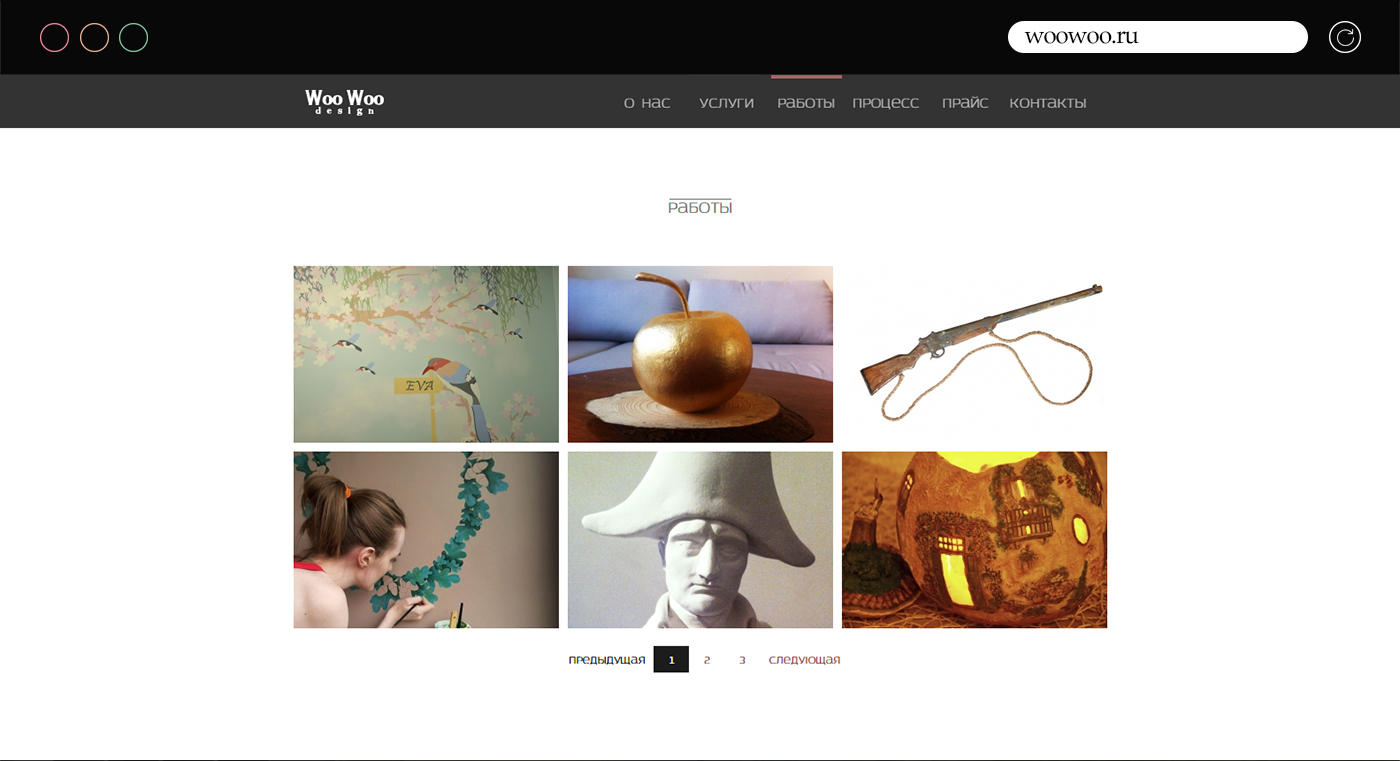 woowoo.ru
Woo Woo
design
О НАС УСЛУГИ РАБОТЫ ПРОЦЕСС ПРАЙС КОНТАКТЫ
РАБОТЫ
EVA
ПРЕДЫДУЩАЯ 1 2 3 СЛЕДУЮЩАЯ